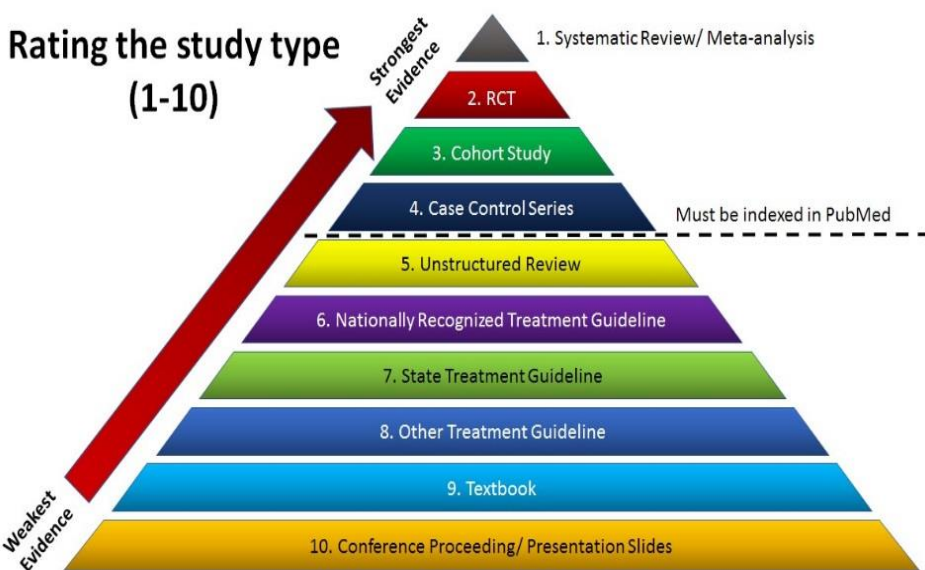 Rating the study type
(1-10)
Strongest
Evidence
1. Systematic Review/ Meta-analysis
2. RCT
3. Cohort Study
4. Case Control Series
Must be indexed in PubMed
5. Unstructured Review
6. Nationally Recognized Treatment Guideline
7. State Treatment Guideline
8. Other Treatment Guideline
9. Textbook
Weakest
Evidence
10. Conference Proceeding/ Presentation Slides